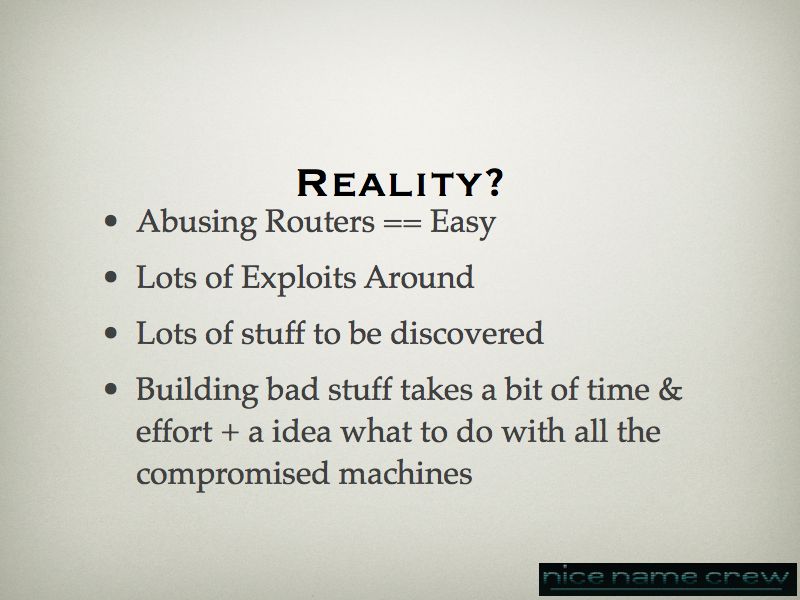 REALITY?
• Abusing Routers == Easy
• Lots of Exploits Around
• Lots of stuff to be discovered
• Building bad stuff takes a bit of time &
effort + a idea what to do with all the
compromised machines
nice name crew